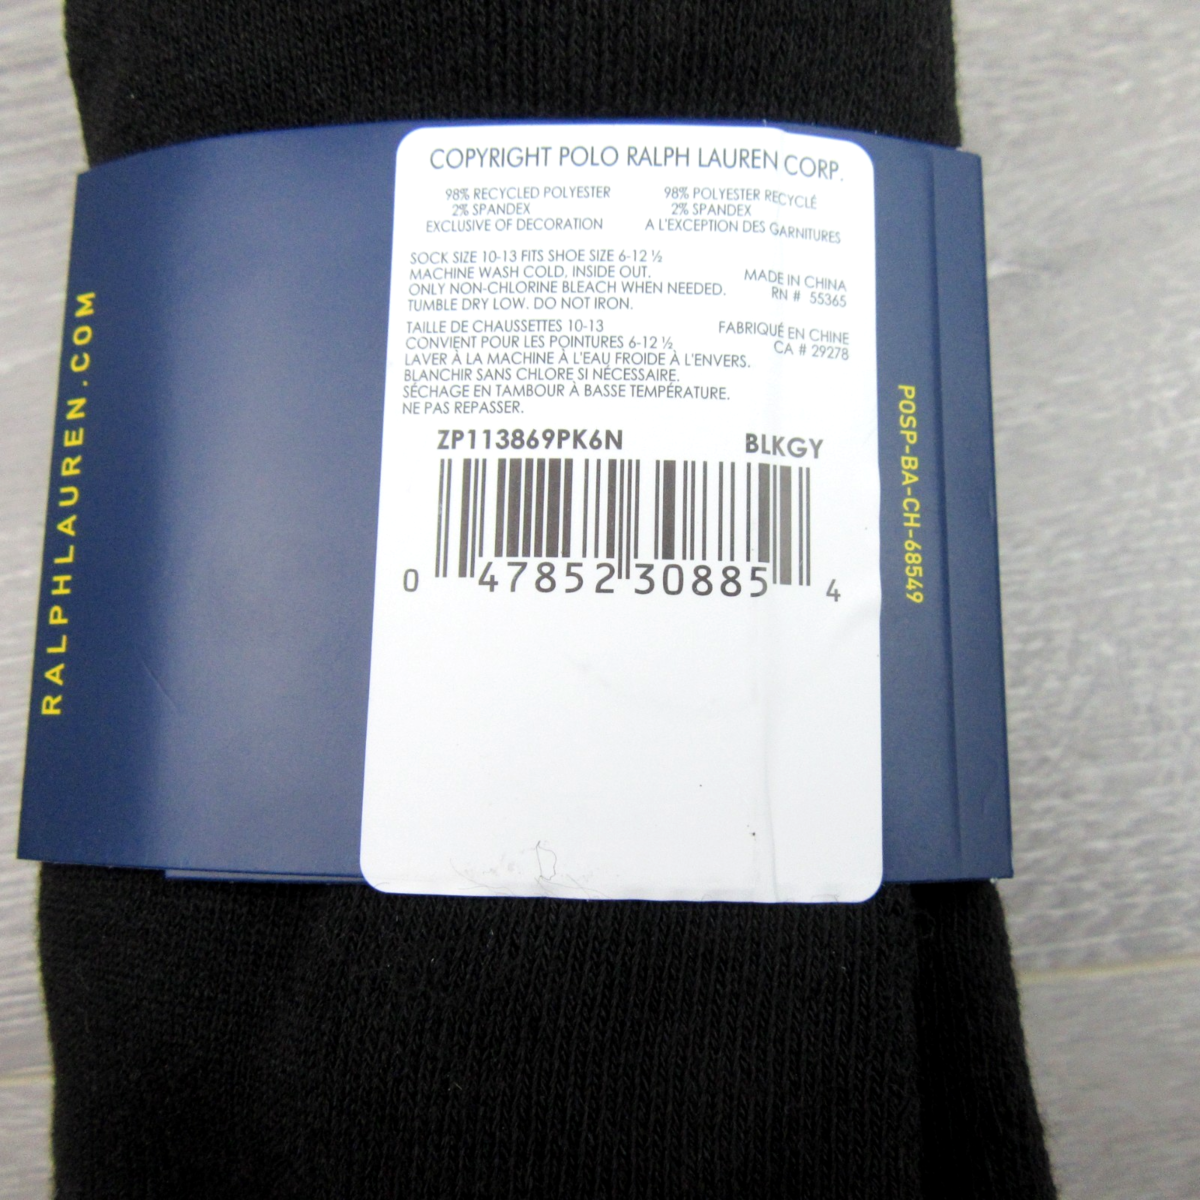 COPYRIGHT POLO RALPH LAUREN CORP.
98% RECYCLED POLYESTER
2% SPANDEX
EXCLUSIVE OF DECORATION
98% POLYESTER RECYCLÉ
2% SPANDEX
A L'EXCEPTION DES GARNITURES
SOCK SIZE 10-13 FITS SHOE SIZE 6-12 ½
MACHINE WASH COLD, INSIDE OUT.
ONLY NON-CHLORINE BLEACH WHEN NEEDED.
TUMBLE DRY LOW. DO NOT IRON.
MADE IN CHINA
RN # 55365
TAILLE DE CHAUSSETTES 10-13
CONVIENT POUR LES POINTURES 6-12 ½
LAVER À LA MACHINE À L'EAU FROIDE À L'ENVERS.
BLANCHIR SANS CHLORE SI NÉCESSAIRE.
SÉCHAGE EN TAMBOUR À BASSE TEMPÉRATURE.
NE PAS REPASSER.
FABRIQUÉ EN CHINE
CA # 29278
ZP113869PK6N BLKGY
0 47852 30885 4
RALPHLAUREN.COM
POSP-BA-CH-68549